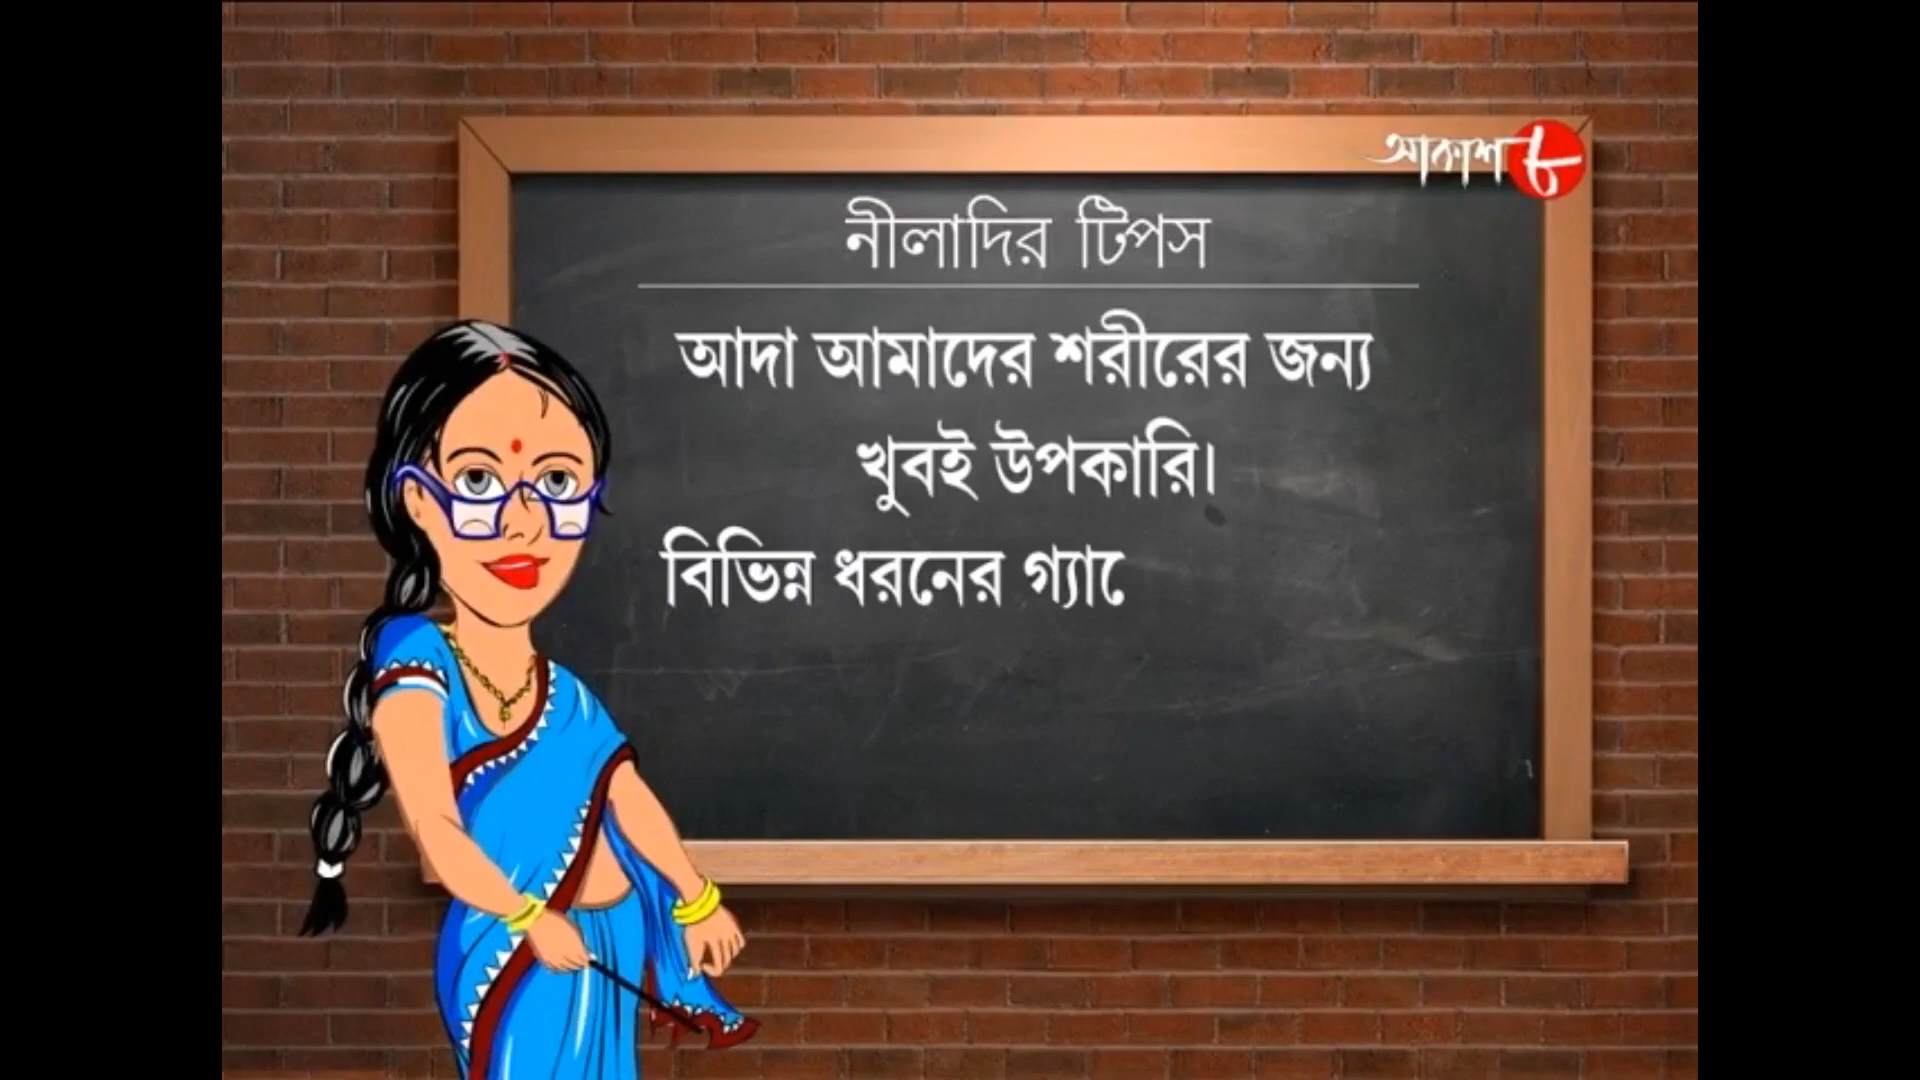 আকাশ ৮
নীলাদির টিপস
আদা আমাদের শরীরের জন্য
খুবই উপকারি।
বিভিন্ন ধরনের গ্যাে